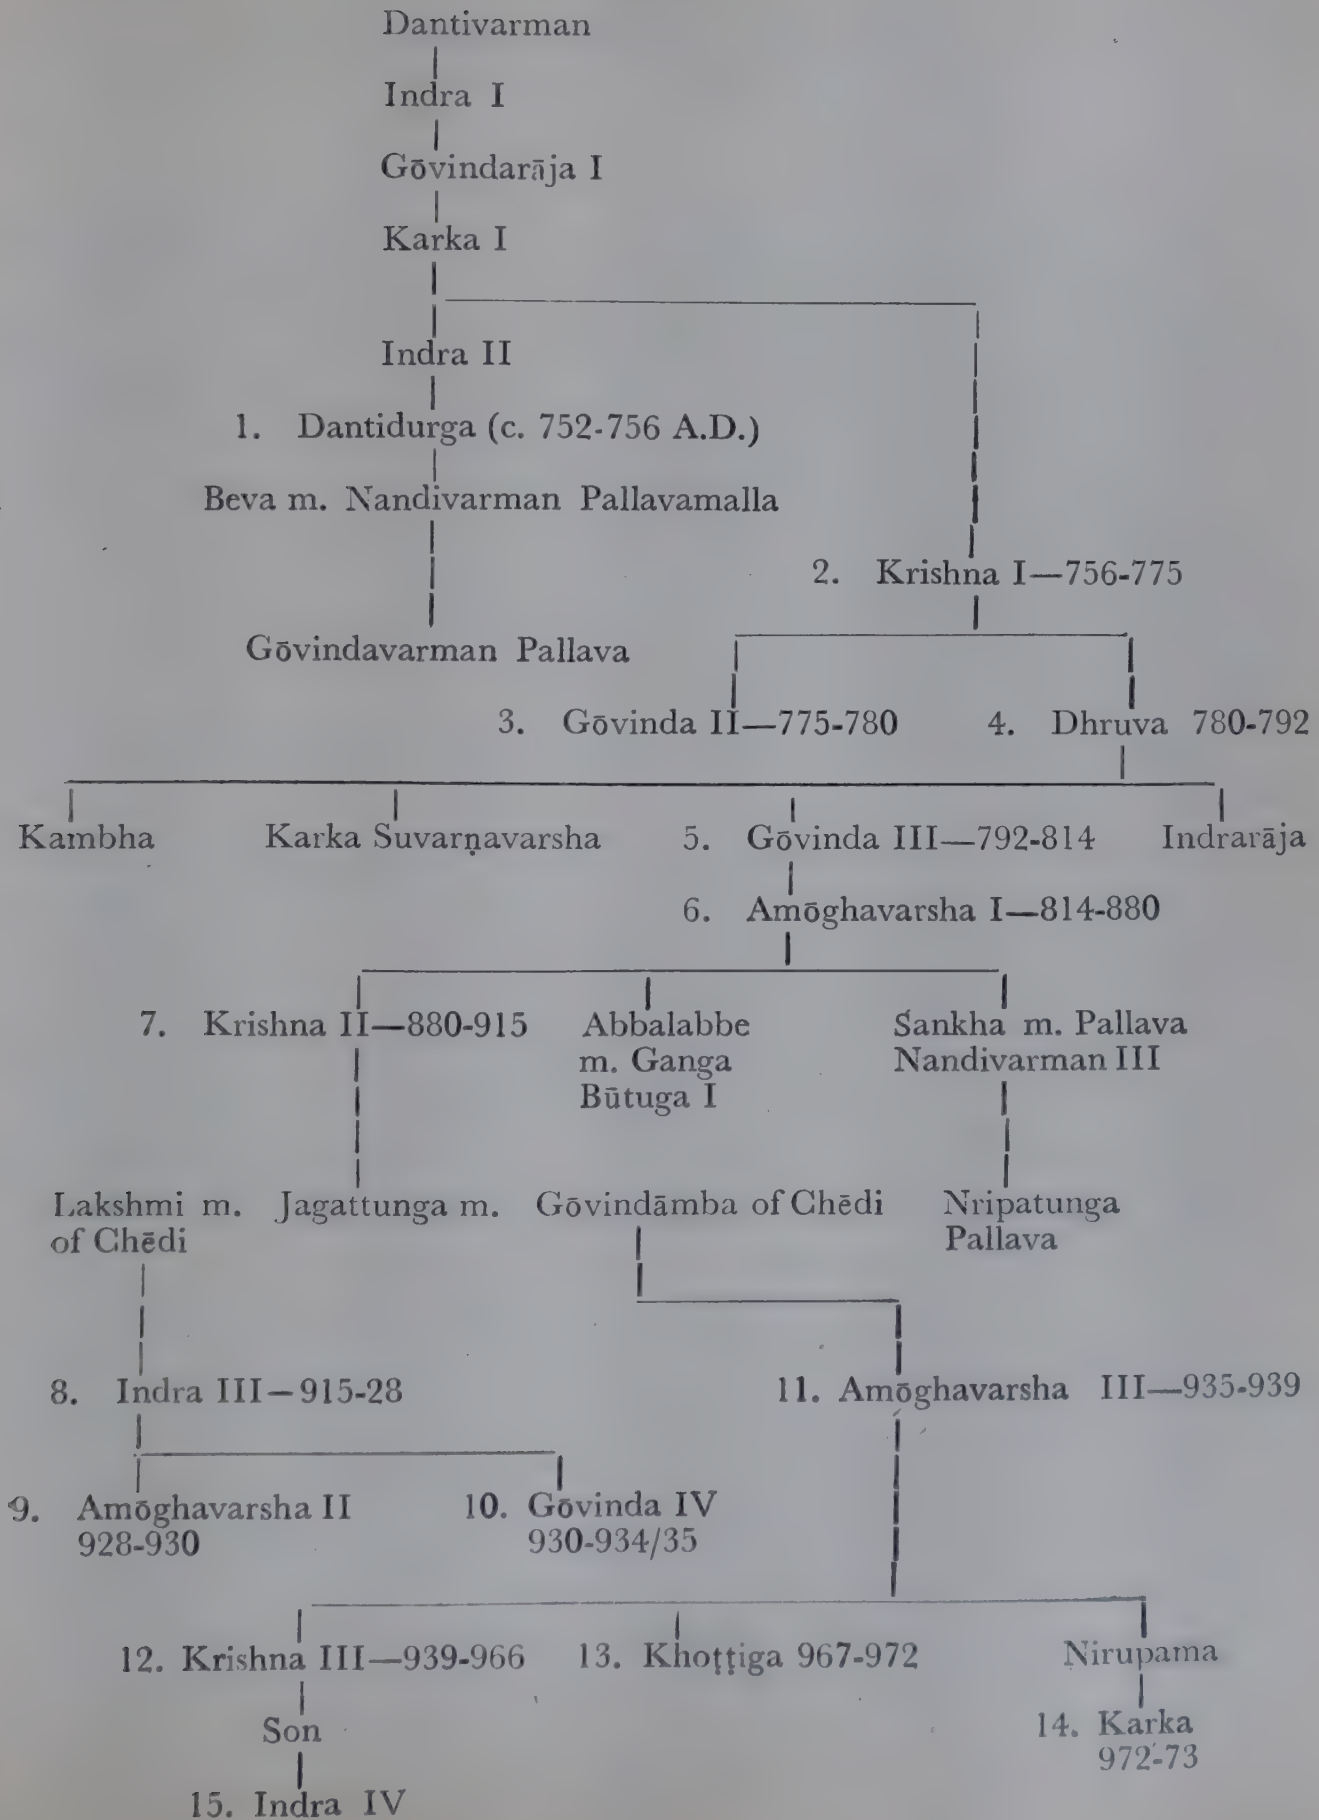 Dantivarman
Indra I
Gōvindarāja I
Karka I
Indra II
1. Dantidurga (c. 752-756 A.D.)
Beva m. Nandivarman Pallavamalla
2. Krishna I—756-775
Gōvindavarman Pallava
3. Gōvinda II—775-780 4. Dhruva 780-792
Kambha Karka Suvarṇavarsha 5. Gōvinda III—792-814 Indrarāja
6. Amōghavarsha I—814-880
7. Krishna II—880-915 Abbalabbe Sankha m. Pallava
m. Ganga Nandivarman III
Būtuga I
Lakshmi m. Jagattunga m. Gōvindāmba of Chēdi Nripatunga
of Chēdi Pallava
8. Indra III—915-28 11. Amōghavarsha III—935-939
9. Amōghavarsha II 10. Gōvinda IV
928-930 930-934/35
12. Krishna III—939-966 13. Khoṭṭiga 967-972 Nirupama
Son 14. Karka
972-73
15. Indra IV